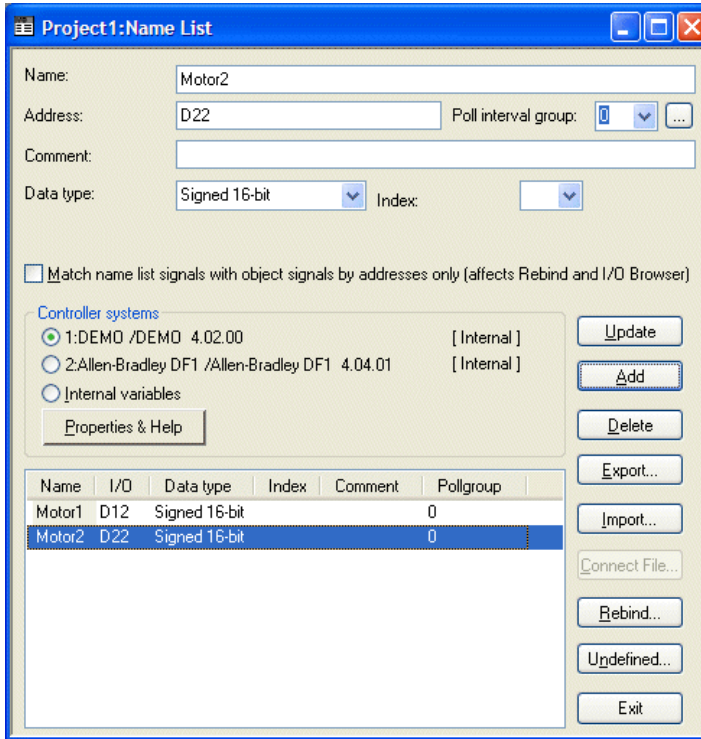 Project1:Name List
Name: Motor2
Address: D22 Poll interval group: 0 ...
Comment:
Data type: Signed 16-bit Index:
Match name list signals with object signals by addresses only (affects Rebind and I/O Browser)
Controller systems
1:DEMO /DEMO 4.02.00 [ Internal ]
2:Allen-Bradley DF1 /Allen-Bradley DF1 4.04.01 [ Internal ]
Internal variables
Properties & Help
Update
Add
Delete
Export...
Import...
Connect File...
Rebind...
Undefined...
Exit
Name I/O Data type Index Comment Pollgroup
Motor1 D12 Signed 16-bit 0
Motor2 D22 Signed 16-bit 0